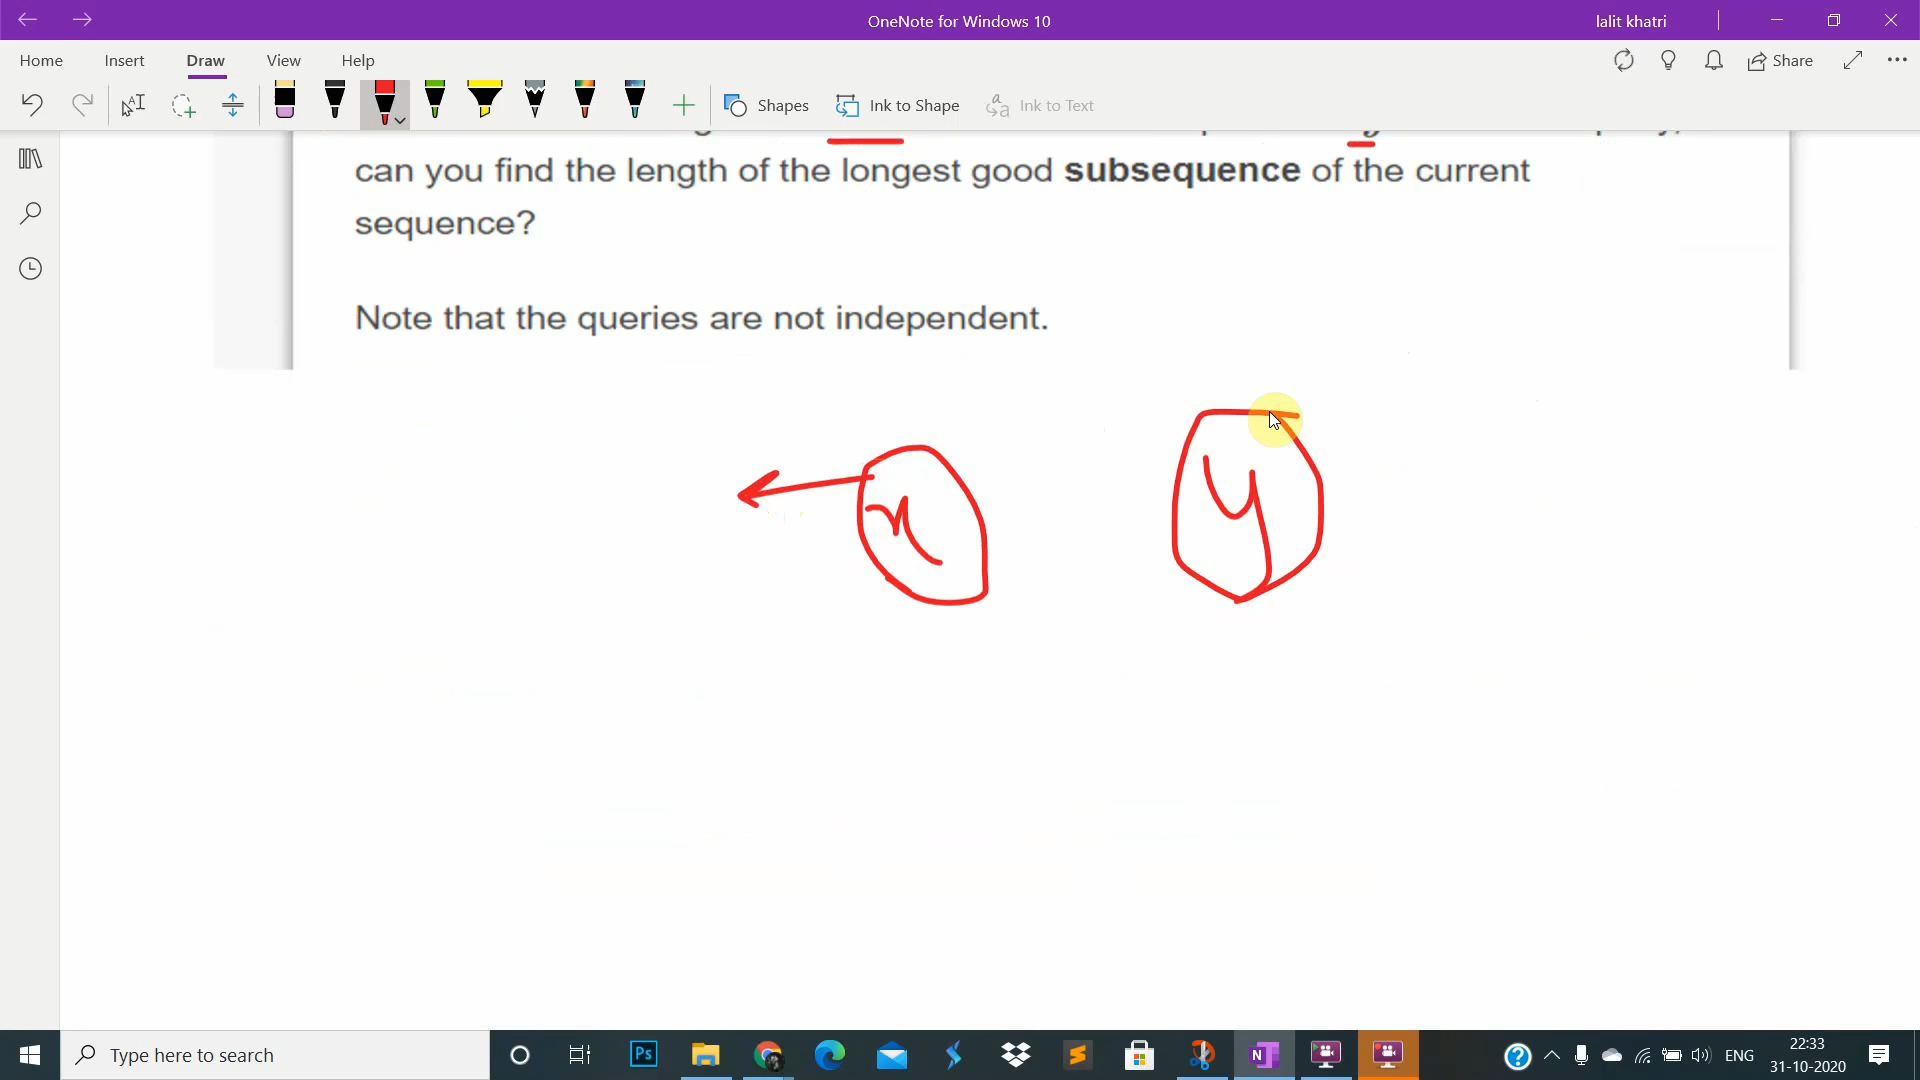 OneNote for Windows 10
lalit khatri
Home Insert Draw View Help
Share
Shapes Ink to Shape Ink to Text
can you find the length of the longest good subsequence of the current
sequence?
Note that the queries are not independent.
x
y
Type here to search
Ps
ENG
22:33
31-10-2020